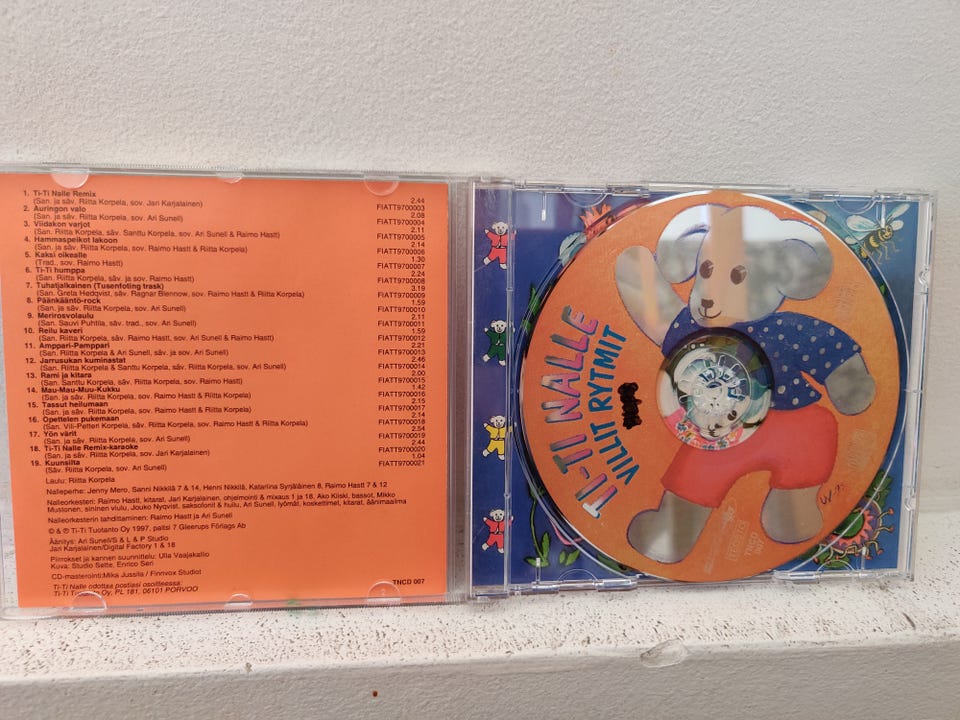 1. Ti-Ti Nalle Remix
(San. ja säv. Riitta Korpela, sov. Jari Karjalainen) 2.44
2. Auringon valo FIATT9700003
(San. ja säv. Riitta Korpela, sov. Ari Sunell) 2.08
3. Viidakon varjot FIATT9700004
(San. Riitta Korpela, säv. Santtu Korpela, sov. Ari Sunell & Raimo Hastt) 2.11
4. Hammaspeikot lakoon FIATT9700005
(San. ja säv. Riitta Korpela, sov. Raimo Hastt & Riitta Korpela) 2.14
5. Kaksi oikealle FIATT9700006
(Trad., sov. Raimo Hastt) 1.30
6. Ti-Ti humppa FIATT9700007
(San. Riitta Korpela, säv. ja sov. Raimo Hastt) 2.24
7. Tuhatjalkainen (Tusenfoting trask) FIATT9700008
(San. Greta Hedqvist, säv. Ragnar Blennow, sov. Raimo Hastt & Riitta Korpela) 3.19
8. Päänkääntö-rock FIATT9700009
(San. ja säv. Riitta Korpela, sov. Ari Sunell) 1.59
9. Merirosvolaulu FIATT9700010
(San. Sauvi Puhtila, säv. trad., sov. Ari Sunell) 2.11
10. Reilu kaveri FIATT9700011
(San. ja säv. Riitta Korpela, sov. Ari Sunell & Raimo Hastt) 1.59
11. Amppari-Pamppari FIATT9700012
(San. Riitta Korpela & Ari Sunell, säv. ja sov. Ari Sunell) 2.21
12. Jarrusukan kuminastat FIATT9700013
(San. Riitta Korpela & Santtu Korpela, säv. Riitta Korpela, sov. Ari Sunell) 2.46
13. Rami ja kitara FIATT9700014
(San. Santtu Korpela, säv. Riitta Korpela, sov. Raimo Hastt) 2.00
14. Mau-Mau-Muu-Kukku FIATT9700015
(San. ja säv. Riitta Korpela, sov. Raimo Hastt & Riitta Korpela) 1.42
15. Tassut heilumaan FIATT9700016
(San. ja säv. Riitta Korpela, sov. Raimo Hastt & Riitta Korpela) 2.15
16. Opettelen pukemaan FIATT9700017
(San. Vili-Petteri Korpela, säv. Riitta Korpela, sov. Raimo Hastt & Riitta Korpela) 2.14
17. Yön värit FIATT9700018
(San. ja säv. Riitta Korpela, sov. Ari Sunell) 2.54
18. Ti-Ti Nalle Remix-karaoke FIATT9700019
(San. ja säv. Riitta Korpela, sov. Jari Karjalainen) 2.44
19. Kuunsilta FIATT9700020
(Säv. Riitta Korpela, sov. Ari Sunell) 1.04
FIATT9700021
Laulu: Riitta Korpela
Nalleperhe: Jenny Mero, Sanni Nikkilä 7 & 14, Henni Nikkilä, Katariina Syrjäläinen 8, Raimo Hastt 7 & 12
Nalleorkesteri: Raimo Hastt, kitarat, Jari Karjalainen, ohjelmointi & mixaus 1 ja 18, Ako Kiiski, bassot, Mikko
Mustonen, sininen viulu, Jouko Nyqvist, saksofonit & huilu, Ari Sunell, lyömät, koskettimet, kitarat, äänimaailma
Nalleorkesterin tahdittaminen: Raimo Hastt ja Ari Sunell
© & ℗ Ti-Ti Tuotanto Oy 1997, paitsi 7 Gleerups Förlags Ab
Äänitys: Ari Sunell/S & L & P Studio
Jari Karjalainen/Digital Factory 1 & 18
Piirrokset ja kannen suunnittelu: Ulla Vaajakallio
Kuva: Studio Sette, Enrico Seri
CD-masterointi: Mika Jussila / Finnvox Studiot
Ti-Ti Nalle odottaa postiasi osoitteessa:
Ti-Ti Tuotanto Oy, PL 181, 06101 PORVOO
TNCD 007
TI-TI NALLE
VILLIT RYTMIT
TNCD
007